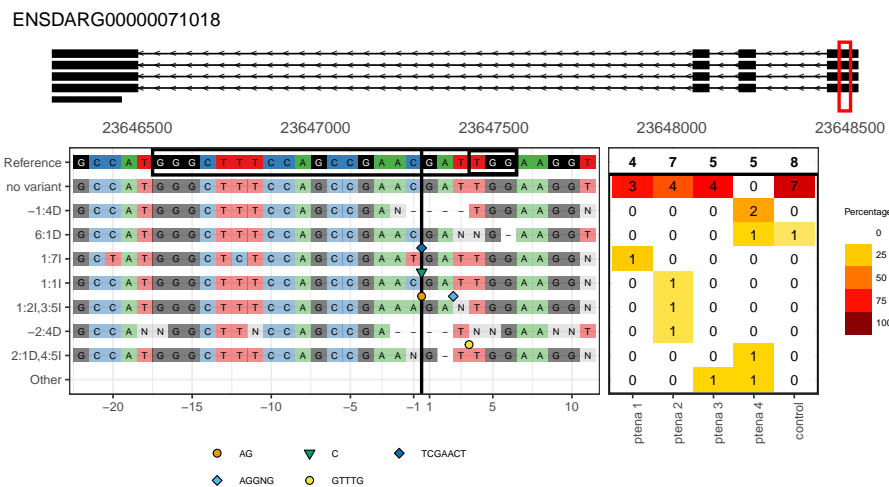 ENSDARG00000071018
23646500 23647000 23647500 23648000 23648500
Reference G C C A T G G G C T T T C C A G C C G A A C G A T T G G A A G G T 4 7 5 5 8
no variant G C C A T G G G C T T T C C A G C C G A A C G A T T G G A A G G T 3 4 4 0 7
−1:4D G C C A T G G G C T T T C C A G C C G A N - - - - T G G A A G G N 0 0 0 2 0
6:1D G C C A T G G G C T T T C C A G C C G A A C G A N N G - A A G G T 0 0 0 1 1
1:7I G C T A T G G G C T C T C C A G C C G A A T G A T T G G A A G G N 1 0 0 0 0
1:1I G C C A T G G G C T T T C C A G C C G A A C G A T T G G A A G G N 0 1 0 0 0
1:2I,3:5I G C C A T G G G C T T T C C A G C C G A A A G A N T G G A A G G N 0 1 0 0 0
−2:4D G C C A N N G G C T T N C C A G C C G A - - - - T N N G A A N N T 0 1 0 0 0
2:1D,4:5I G C C A T G G G C T T T C C A G C C G A A N G - T T G G A A G G N 0 0 0 1 0
Other 0 0 1 1 0
−20 −15 −10 −5 −1 1 5 10
ptena 1 ptena 2 ptena 3 ptena 4 control
Percentage
0
25
50
75
100
AG C TCGAACT
AGGNG GTTTG